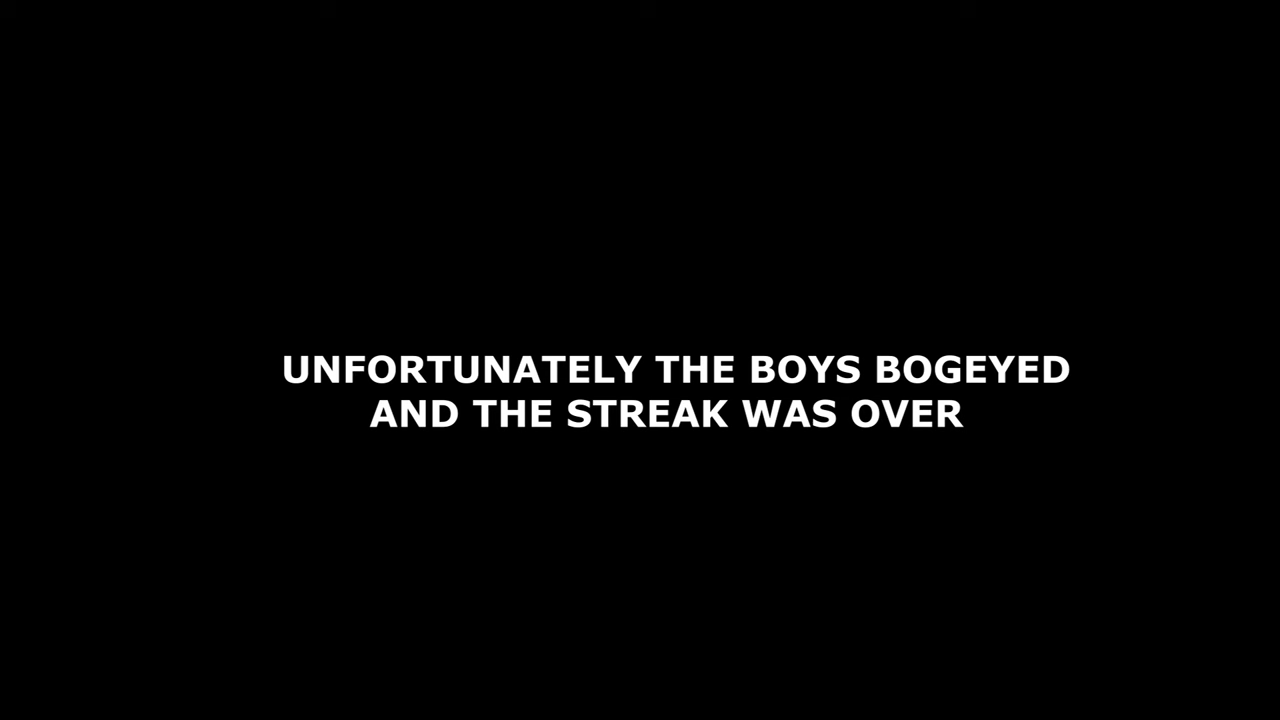 UNFORTUNATELY THE BOYS BOGEYED
AND THE STREAK WAS OVER